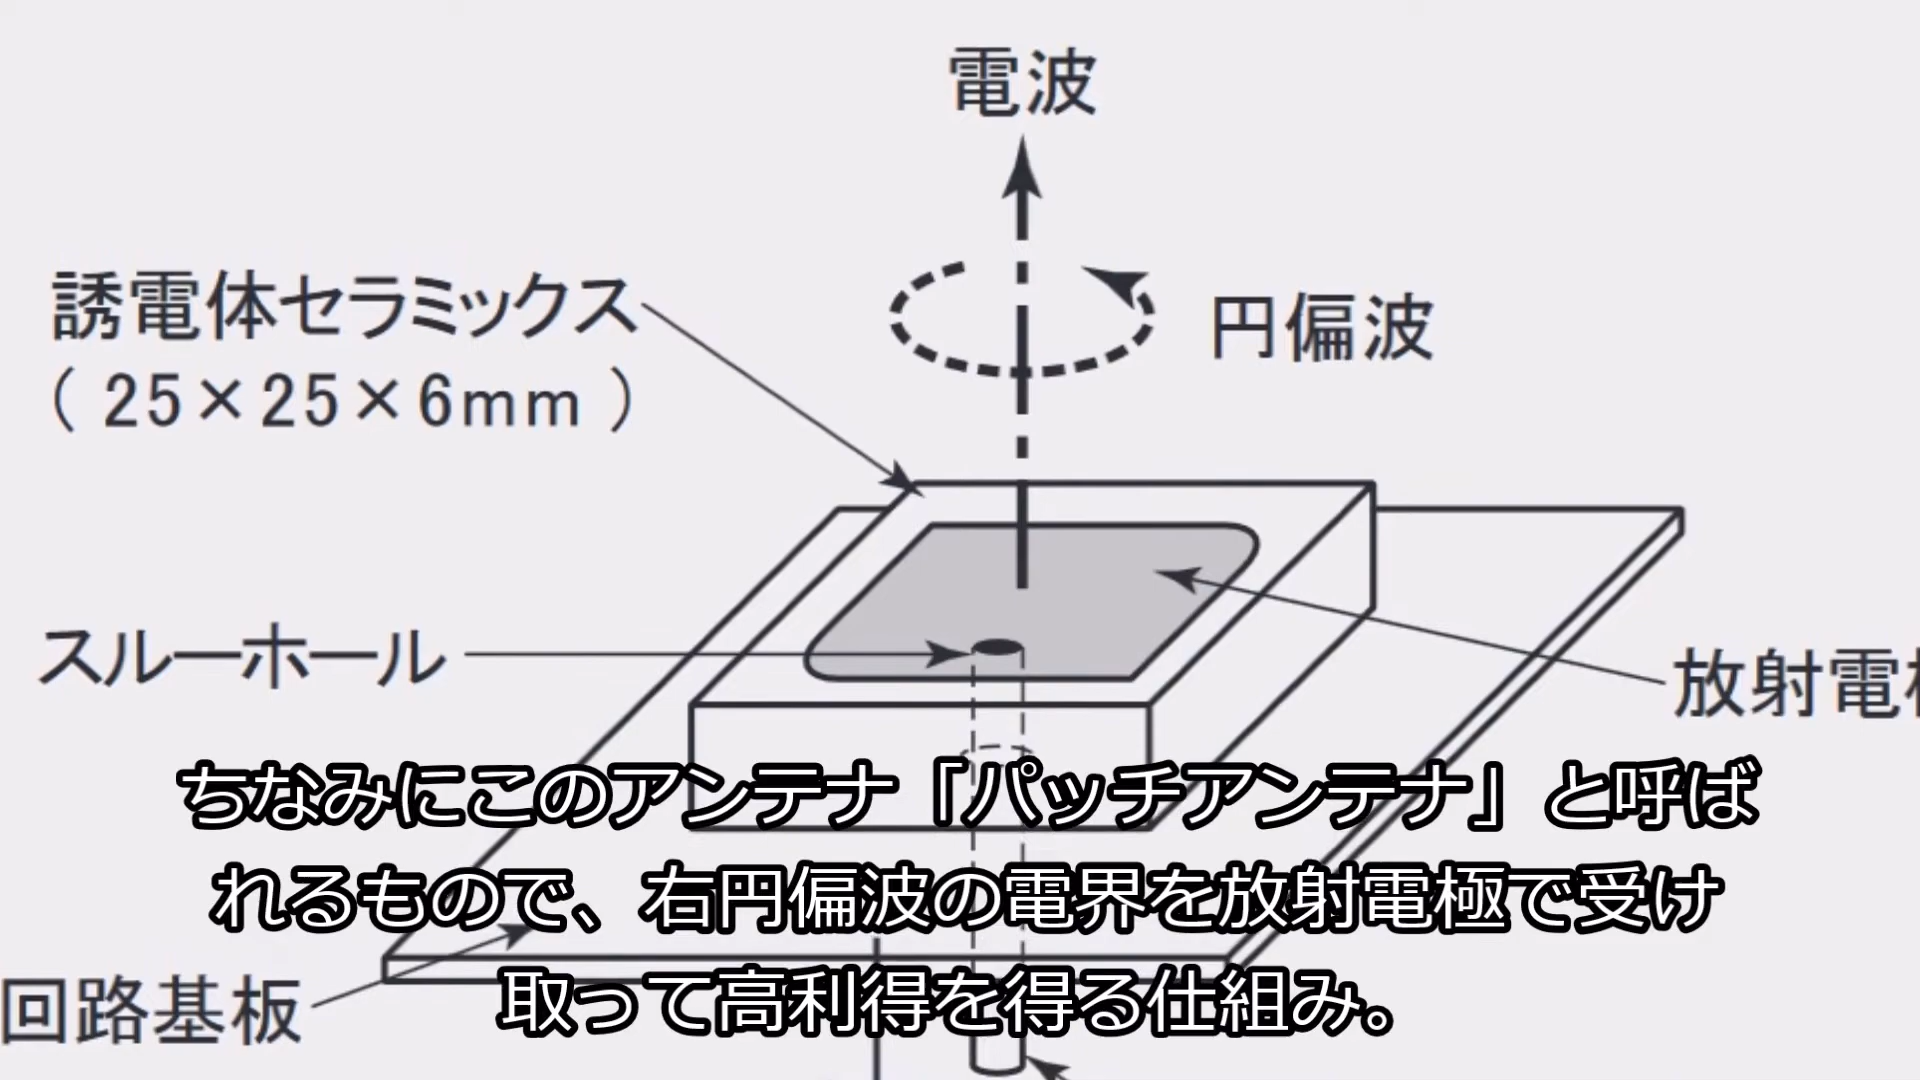 電波
円偏波
誘電体セラミックス
（25×25×6mm）
スルーホール
放射電
ちなみにこのアンテナ「パッチアンテナ」と呼ば
れるもので、右円偏波の電界を放射電極で受け
取って高利得を得る仕組み。
回路基板